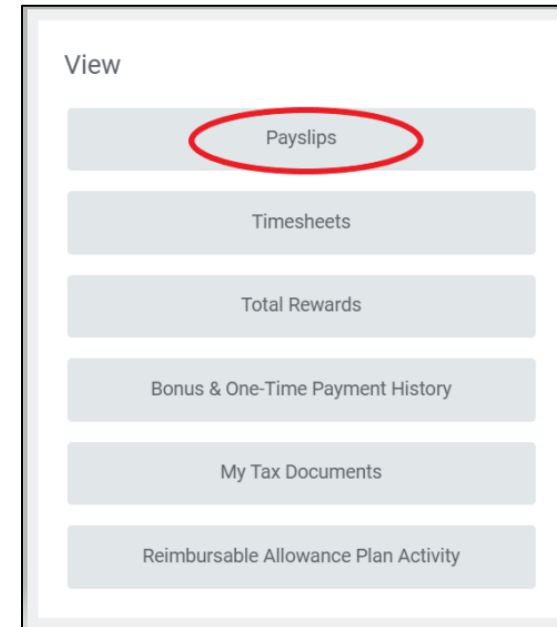 View
Payslips
Timesheets
Total Rewards
Bonus & One-Time Payment History
My Tax Documents
Reimbursable Allowance Plan Activity